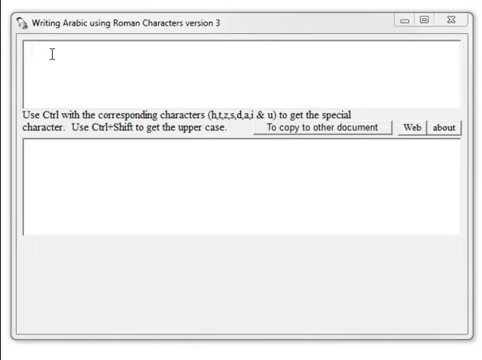 Writing Arabic using Roman Characters version 3
Use Ctrl with the corresponding characters (h,t,z,s,d,a,i & u) to get the special
character. Use Ctrl+Shift to get the upper case.
To copy to other document
Web
about